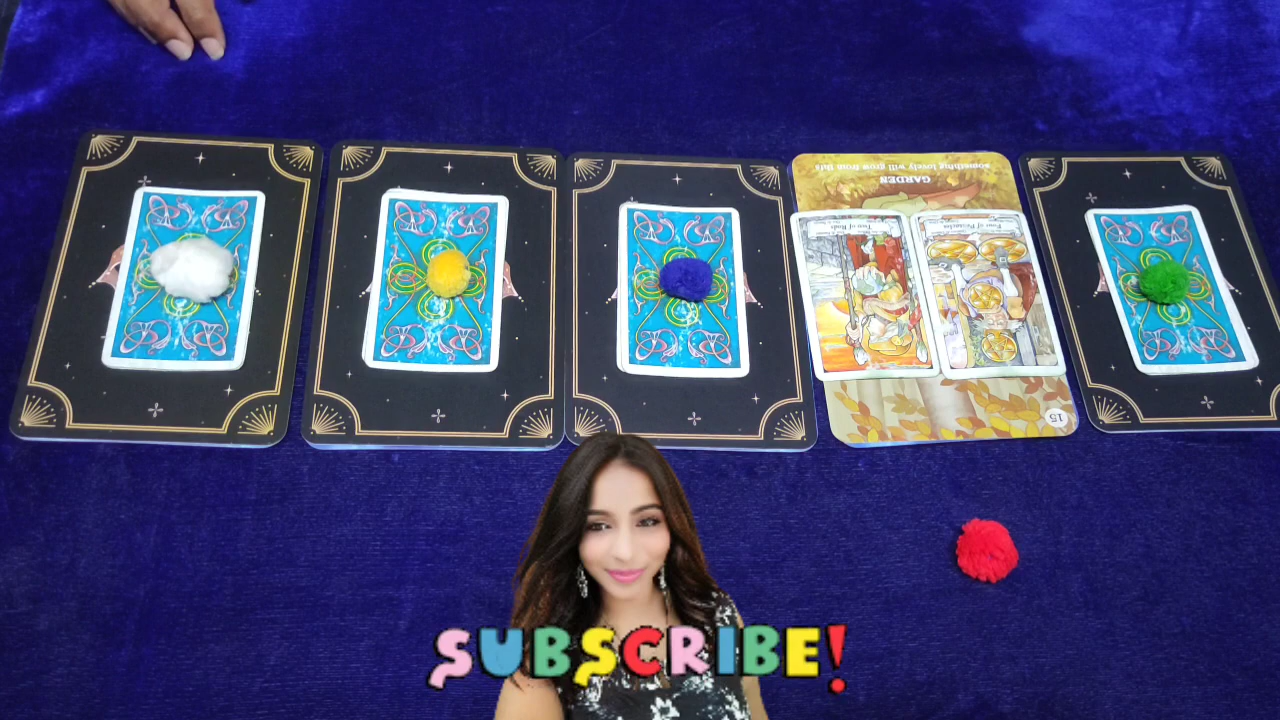 Something lovely will grow from this
GARDEN
Two of Rods
Four of Pentacles
15
SUBSCRIBE!